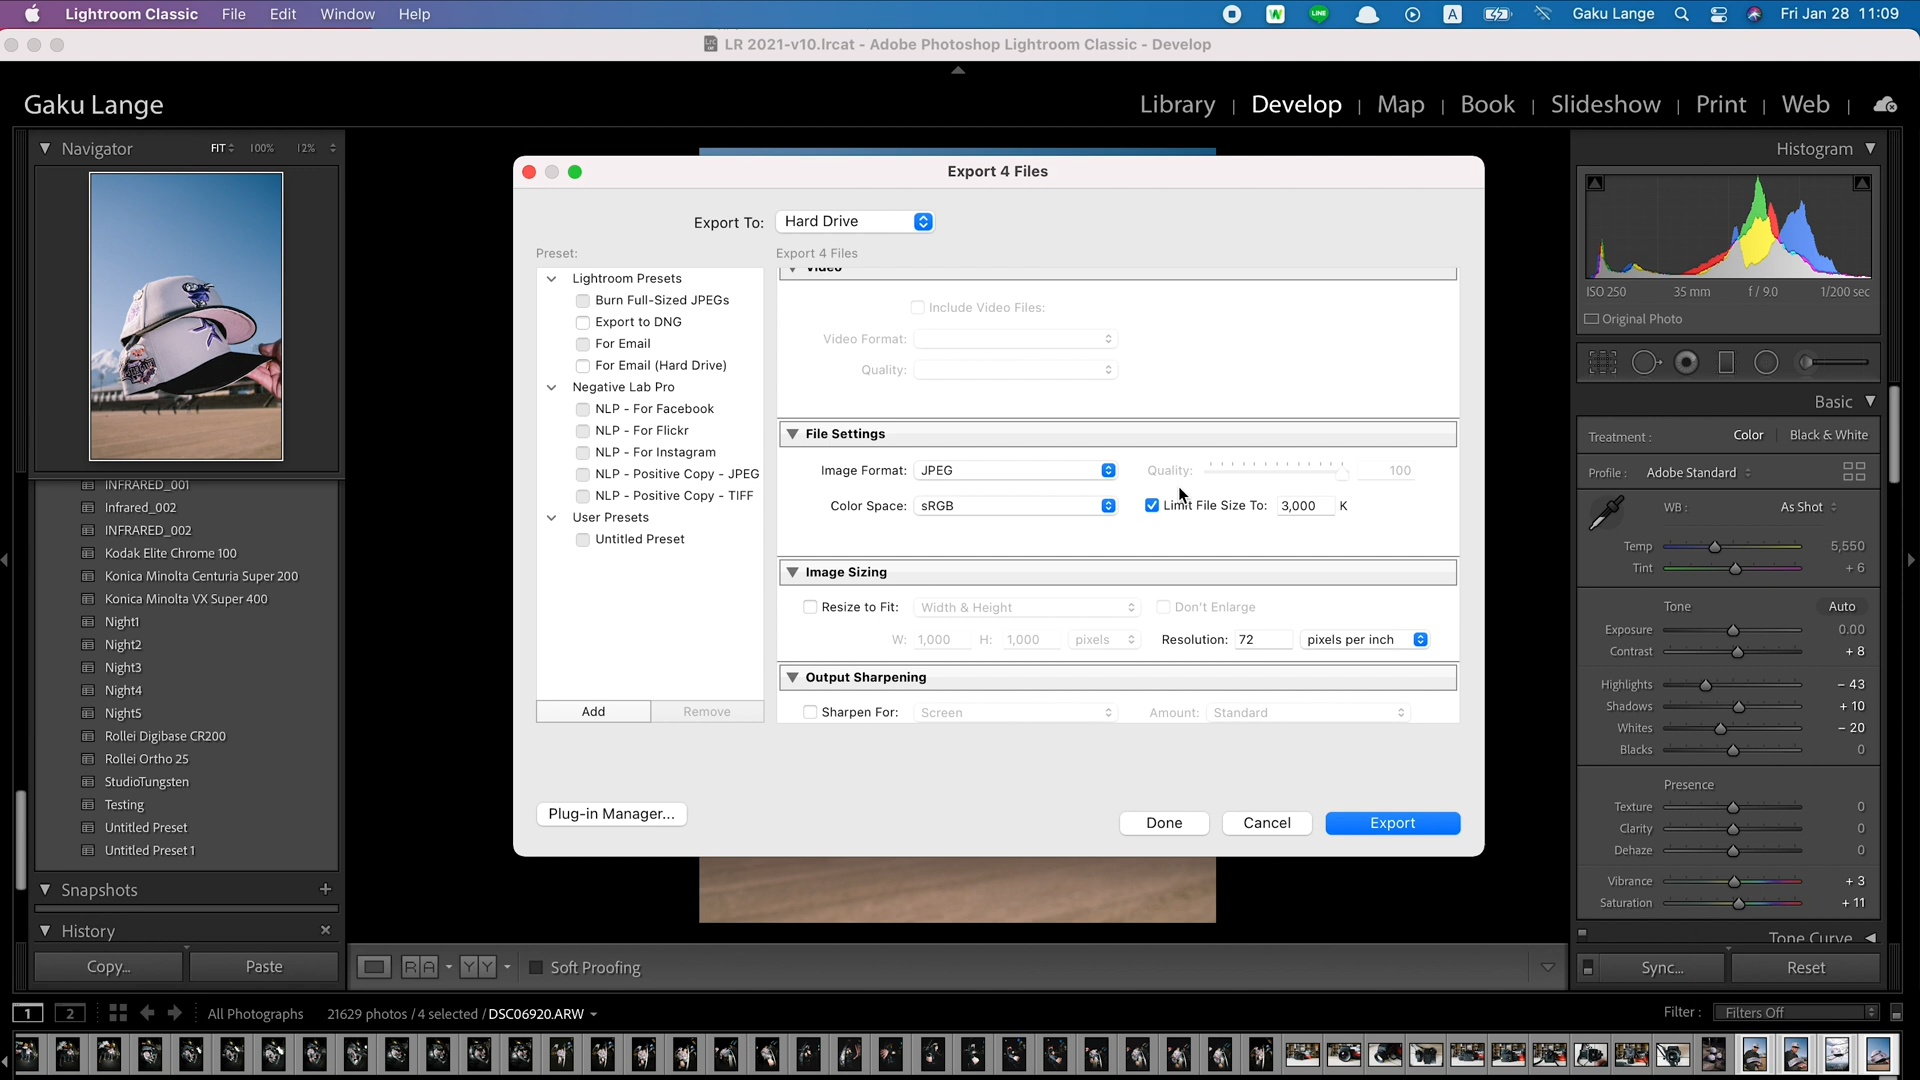 Lightroom Classic File Edit Window Help
W LINE A Gaku Lange Fri Jan 28 11:09
LR 2021-v10.lrcat - Adobe Photoshop Lightroom Classic - Develop
Gaku Lange
Library | Develop | Map | Book | Slideshow | Print | Web |
Navigator FIT 100% 12%
INFRARED_001
Infrared_002
INFRARED_002
Kodak Elite Chrome 100
Konica Minolta Centuria Super 200
Konica Minolta VX Super 400
Night1
Night2
Night3
Night4
Night5
Rollei Digibase CR200
Rollei Ortho 25
StudioTungsten
Testing
Untitled Preset
Untitled Preset 1
Snapshots +
History ×
Copy... Paste
Export 4 Files
Export To: Hard Drive
Preset: Export 4 Files
Lightroom Presets
Burn Full-Sized JPEGs
Export to DNG
For Email
For Email (Hard Drive)
Negative Lab Pro
NLP - For Facebook
NLP - For Flickr
NLP - For Instagram
NLP - Positive Copy - JPEG
NLP - Positive Copy - TIFF
User Presets
Untitled Preset
Add Remove
Video
Include Video Files:
Video Format:
Quality:
File Settings
Image Format: JPEG Quality: 100
Color Space: sRGB Limit File Size To: 3,000 K
Image Sizing
Resize to Fit: Width & Height Don't Enlarge
W: 1,000 H: 1,000 pixels Resolution: 72 pixels per inch
Output Sharpening
Sharpen For: Screen Amount: Standard
Plug-in Manager... Done Cancel Export
Histogram
ISO 250 35 mm f / 9.0 1/200 sec
Original Photo
Basic
Treatment : Color Black & White
Profile : Adobe Standard
WB : As Shot
Temp 5,550
Tint + 6
Tone Auto
Exposure 0.00
Contrast + 8
Highlights − 43
Shadows + 10
Whites − 20
Blacks 0
Presence
Texture 0
Clarity 0
Dehaze 0
Vibrance + 3
Saturation + 11
Tone Curve
Sync... Reset
R A Y Y Soft Proofing
1 2 All Photographs 21629 photos / 4 selected / DSC06920.ARW Filter : Filters Off